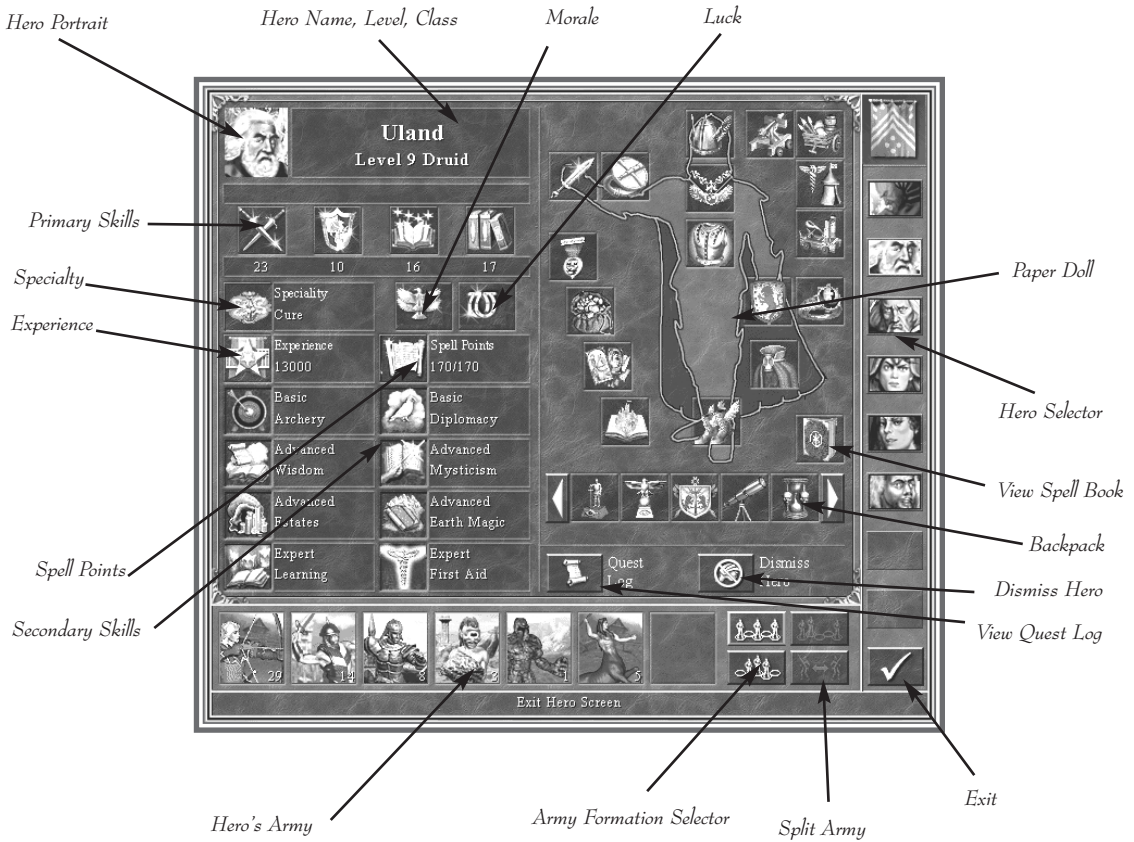 Hero Portrait
Hero Name, Level, Class
Morale
Luck
Uland
Level 9 Druid
Primary Skills
23
10
16
17
Specialty
Speciality
Cure
Paper Doll
Experience
Experience
13000
Spell Points
170/170
Basic
Archery
Basic
Diplomacy
Hero Selector
Advanced
Wisdom
Advanced
Mysticism
View Spell Book
Advanced
Estates
Advanced
Earth Magic
Backpack
Spell Points
Expert
Learning
Expert
First Aid
Quest
Log
Dismiss
Hero
Dismiss Hero
Secondary Skills
View Quest Log
29
14
8
3
1
5
Exit Hero Screen
Hero's Army
Army Formation Selector
Split Army
Exit